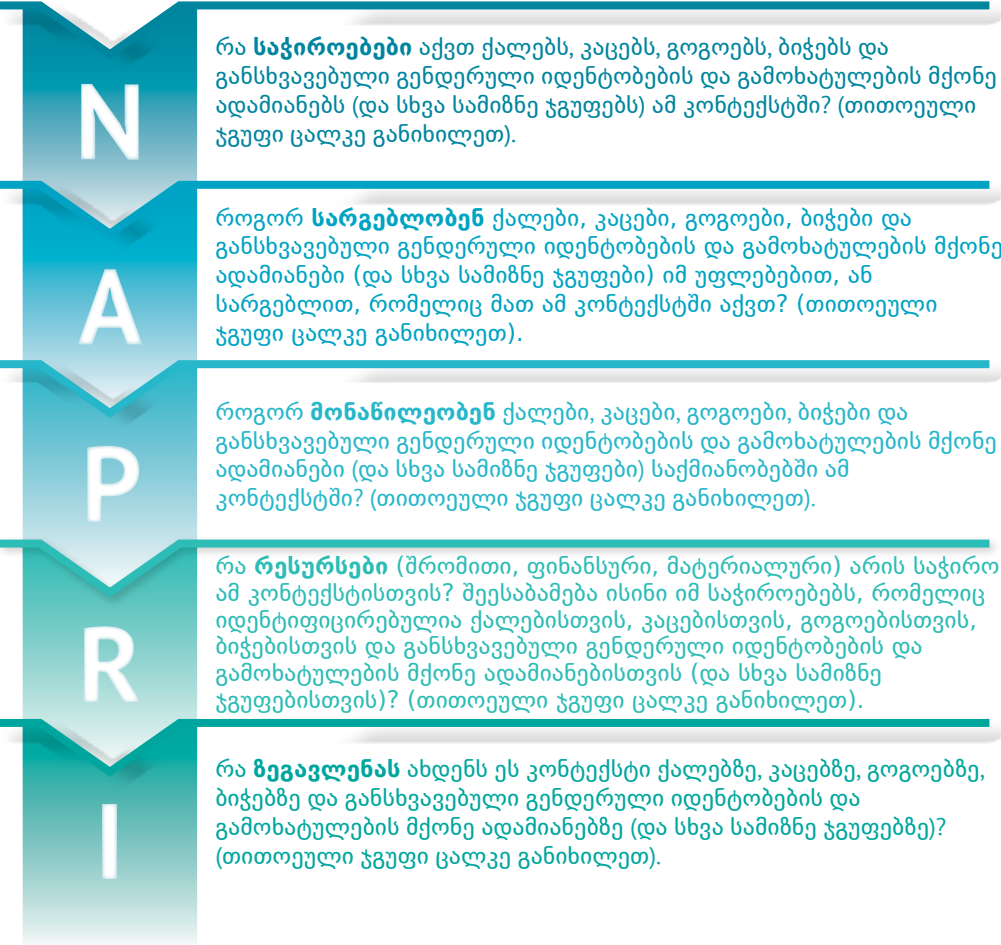 N
რა საჭიროებები აქვთ ქალებს, კაცებს, გოგოებს, ბიჭებს და
განსხვავებული გენდერული იდენტობების და გამოხატულების მქონე
ადამიანებს (და სხვა სამიზნე ჯგუფებს) ამ კონტექსტში? (თითოეული
ჯგუფი ცალკე განიხილეთ).
A
როგორ სარგებლობენ ქალები, კაცები, გოგოები, ბიჭები და
განსხვავებული გენდერული იდენტობების და გამოხატულების მქონე
ადამიანები (და სხვა სამიზნე ჯგუფები) იმ უფლებებით, ან
სარგებლით, რომელიც მათ ამ კონტექსტში აქვთ? (თითოეული
ჯგუფი ცალკე განიხილეთ).
P
როგორ მონაწილეობენ ქალები, კაცები, გოგოები, ბიჭები და
განსხვავებული გენდერული იდენტობების და გამოხატულების მქონე
ადამიანები (და სხვა სამიზნე ჯგუფები) საქმიანობებში ამ
კონტექსტში? (თითოეული ჯგუფი ცალკე განიხილეთ).
R
რა რესურსები (შრომითი, ფინანსური, მატერიალური) არის საჭირო
ამ კონტექსტისთვის? შეესაბამება ისინი იმ საჭიროებებს, რომელიც
იდენტიფიცირებულია ქალებისთვის, კაცებისთვის, გოგოებისთვის,
ბიჭებისთვის და განსხვავებული გენდერული იდენტობების და
გამოხატულების მქონე ადამიანებისთვის (და სხვა სამიზნე
ჯგუფებისთვის)? (თითოეული ჯგუფი ცალკე განიხილეთ).
I
რა ზეგავლენას ახდენს ეს კონტექსტი ქალებზე, კაცებზე, გოგოებზე,
ბიჭებზე და განსხვავებული გენდერული იდენტობების და
გამოხატულების მქონე ადამიანებზე (და სხვა სამიზნე ჯგუფებზე)?
(თითოეული ჯგუფი ცალკე განიხილეთ).